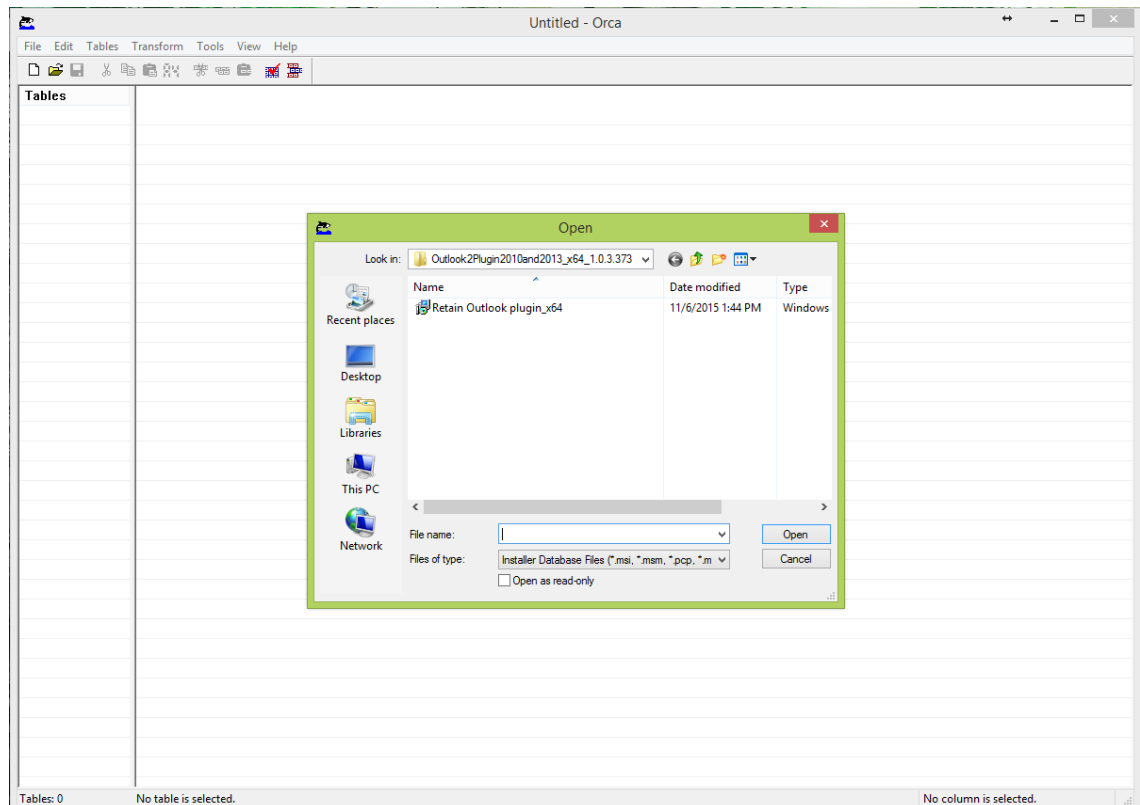 Untitled - Orca
File Edit Tables Transform Tools View Help
Tables
Open
Look in: Outlook2Plugin2010and2013_x64_1.0.3.373
Name Date modified Type
Retain Outlook plugin_x64 11/6/2015 1:44 PM Windows
Recent places
Desktop
Libraries
This PC
Network
File name: Open
Files of type: Installer Database Files (*.msi, *.msm, *.pcp, *.m Cancel
Open as read-only
Tables: 0 No table is selected. No column is selected.